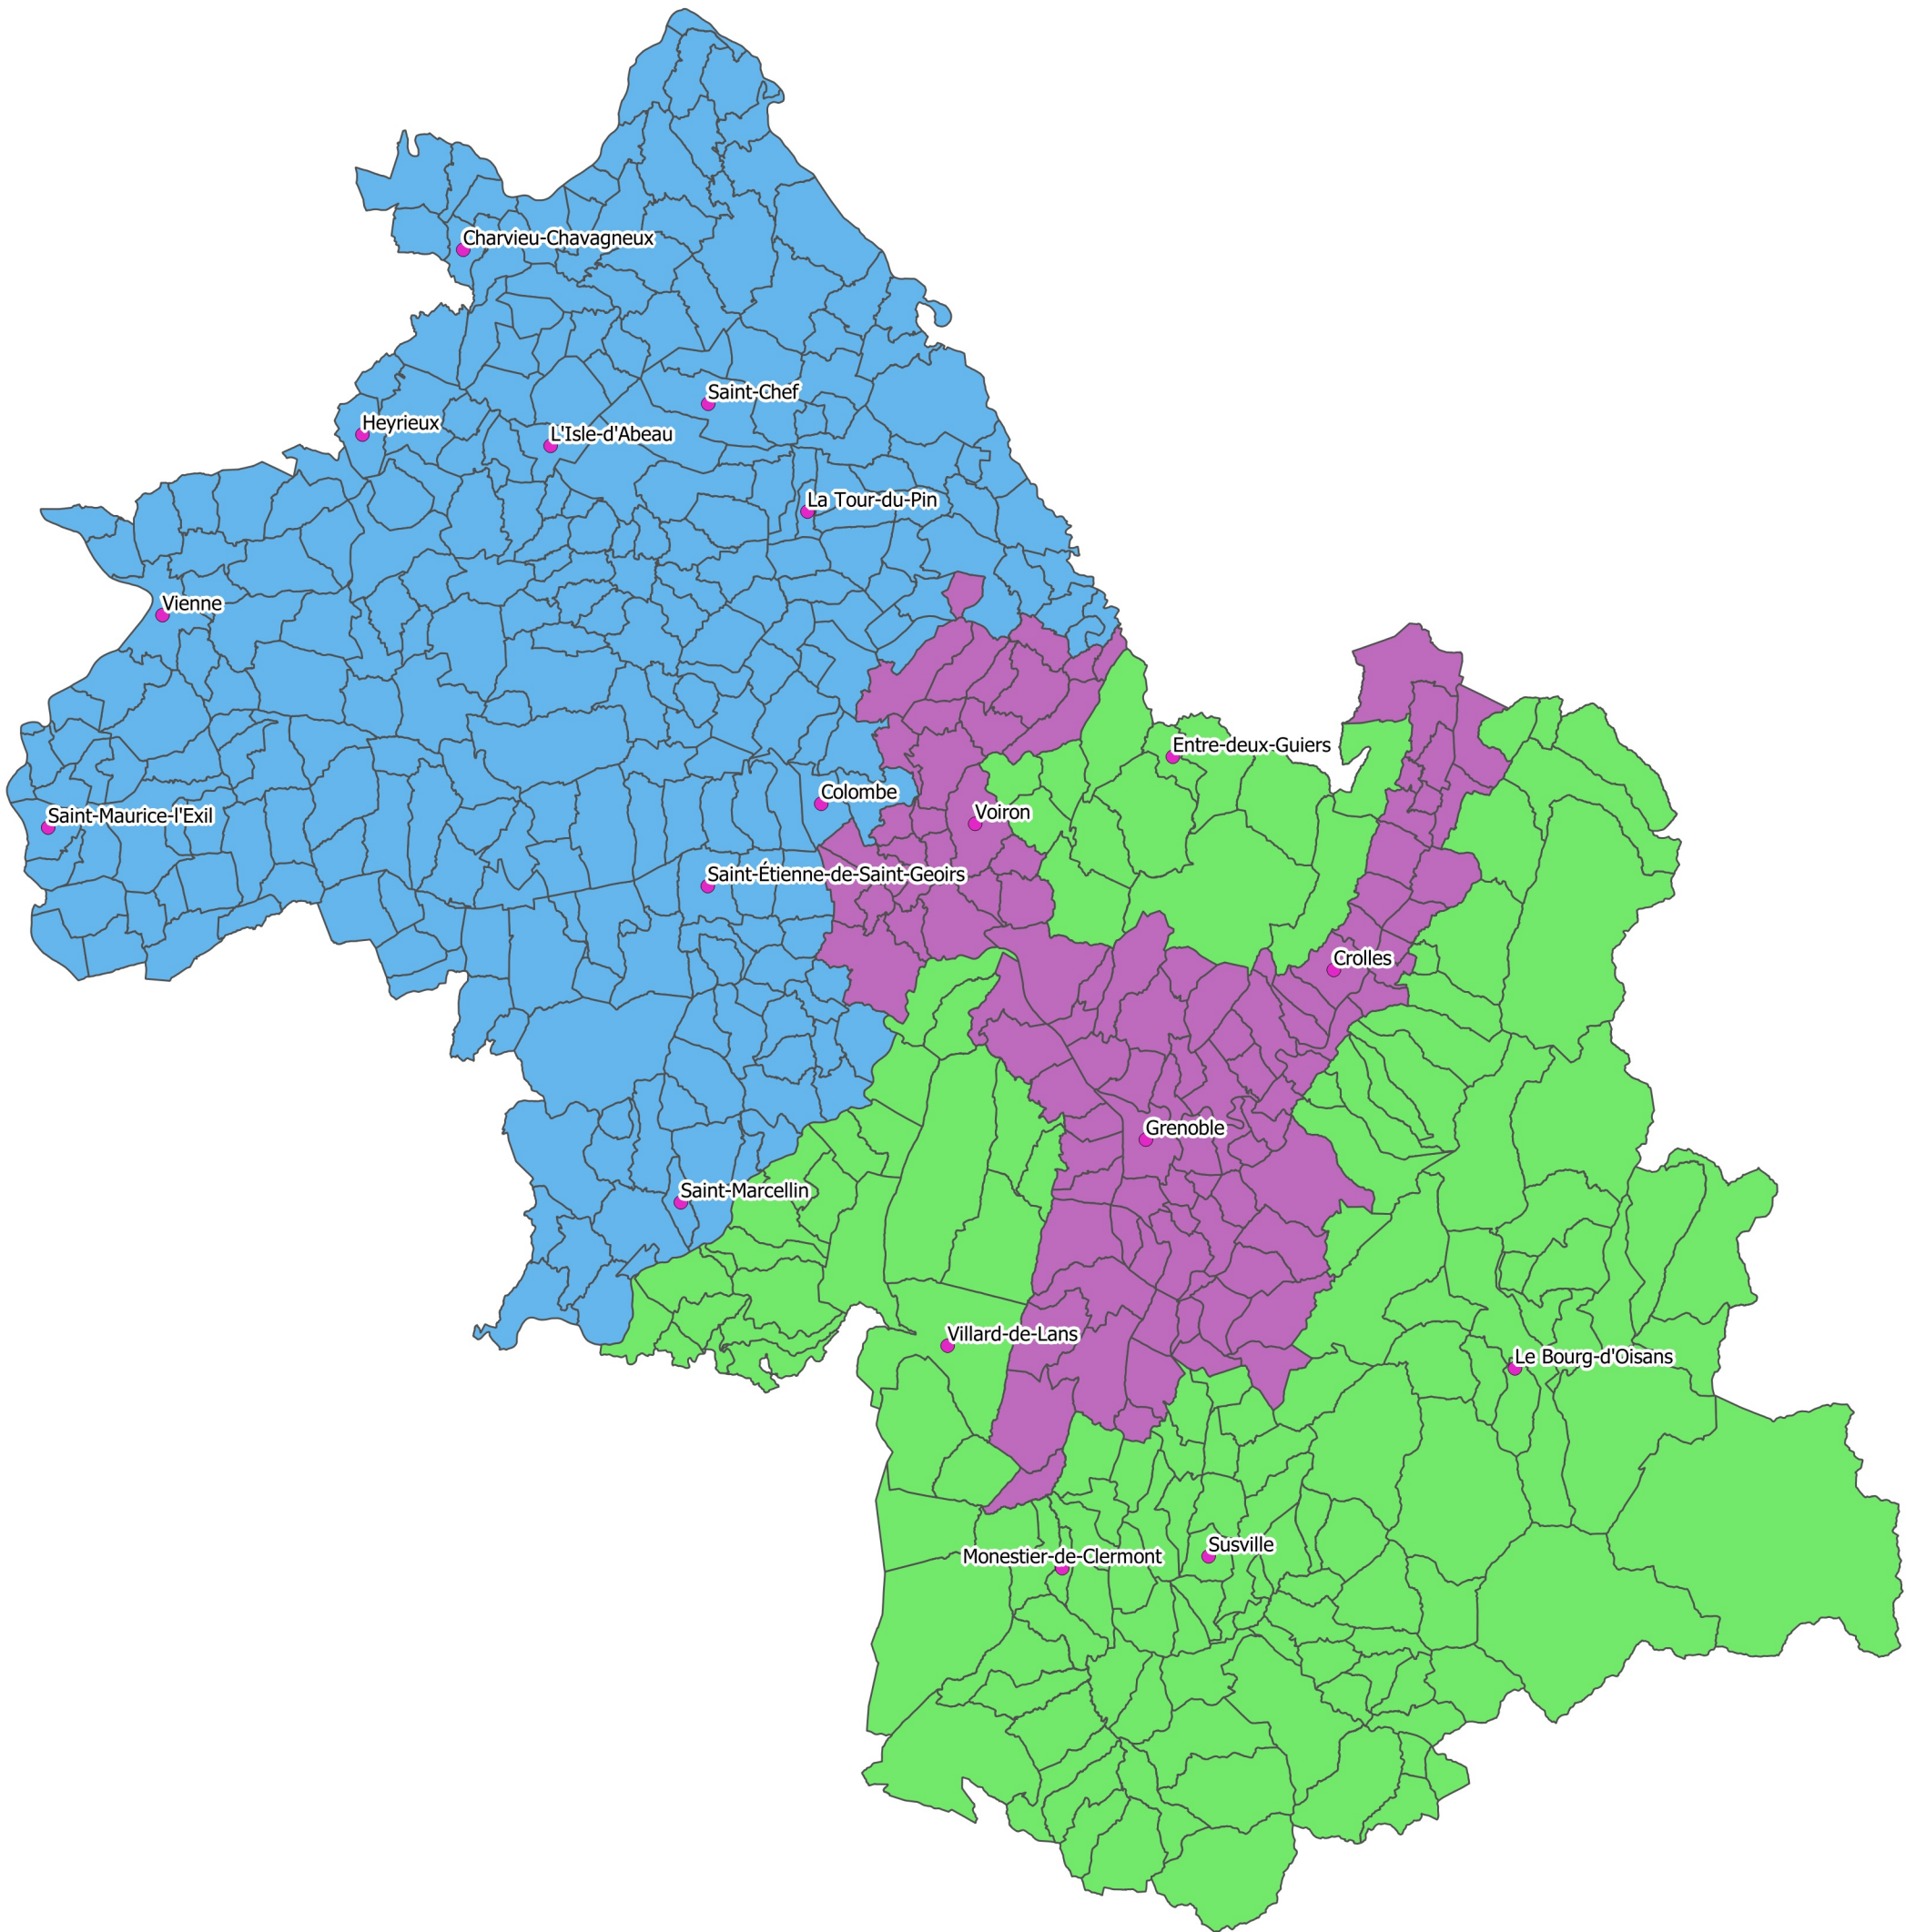 Charvieu-Chavagneux
Saint-Chef
Heyrieux
L'Isle-d'Abeau
La Tour-du-Pin
Vienne
Entre-deux-Guiers
Colombe
Saint-Maurice-l'Exil
Voiron
Saint-Étienne-de-Saint-Geoirs
Crolles
Grenoble
Saint-Marcellin
Villard-de-Lans
Le Bourg-d'Oisans
Susville
Monestier-de-Clermont